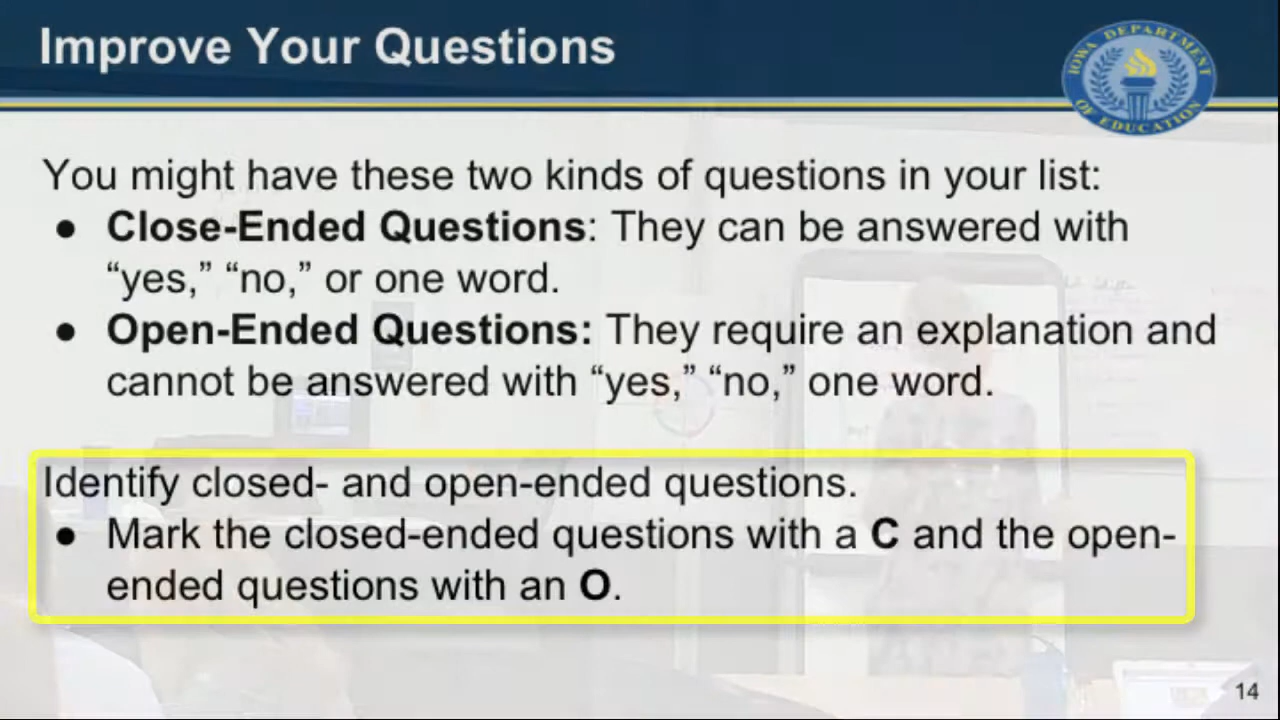 Improve Your Questions
IOWA DEPARTMENT
OF EDUCATION
You might have these two kinds of questions in your list:
● Close-Ended Questions: They can be answered with
“yes,” “no,” or one word.
● Open-Ended Questions: They require an explanation and
cannot be answered with “yes,” “no,” one word.
Identify closed- and open-ended questions.
● Mark the closed-ended questions with a C and the open-
ended questions with an O.
14